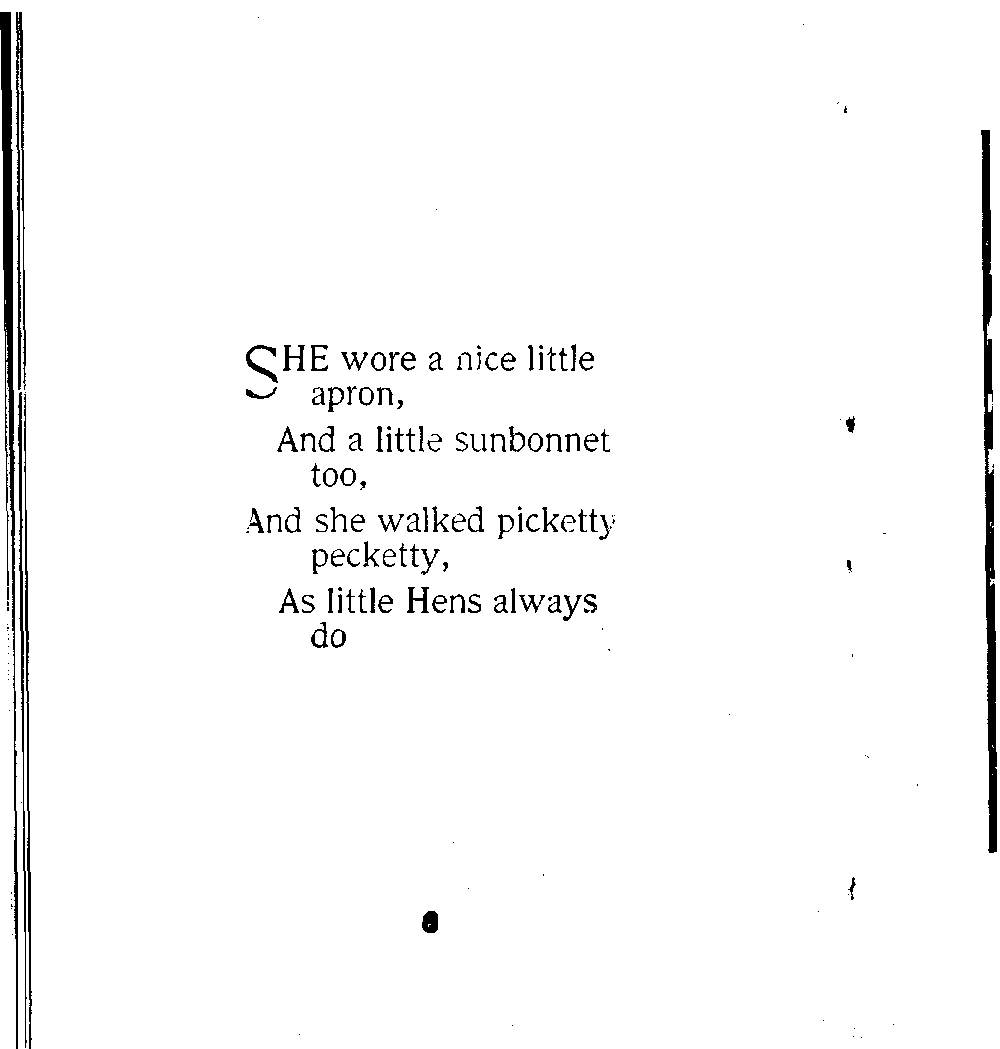 SHE wore a nice little
apron,
And a little sunbonnet
too,
And she walked picketty
pecketty,
As little Hens always
do